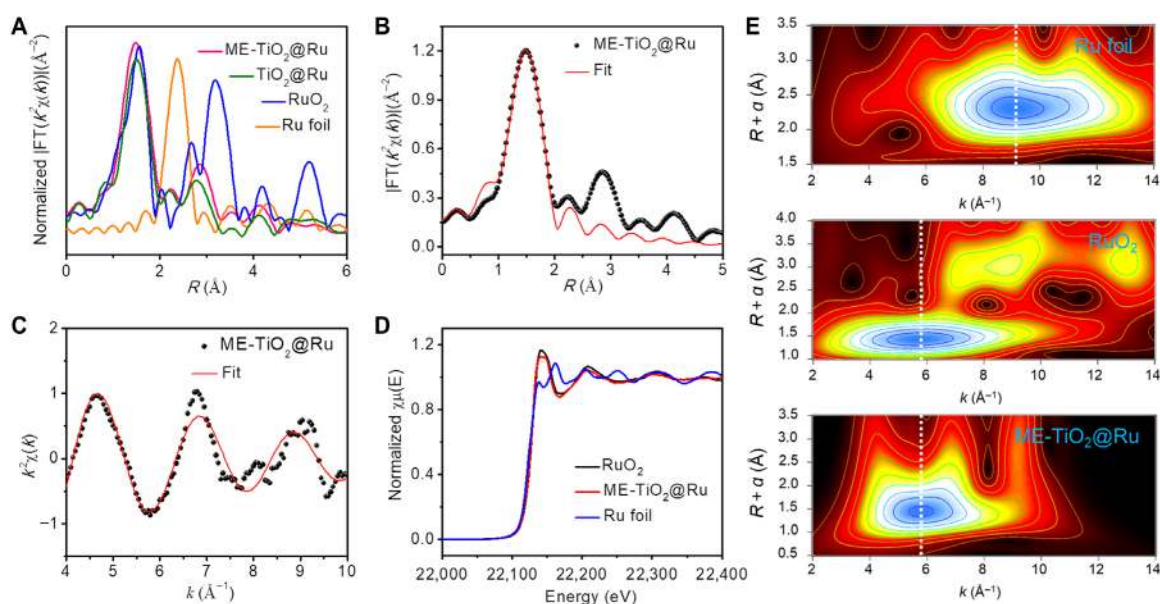 A
Normalized |FT(k²χ(k))|(Å⁻²)
ME-TiO₂@Ru
TiO₂@Ru
RuO₂
Ru foil
0 1 2 3 4 5 6
R (Å)
B
|FT(k²χ(k))|(Å⁻²)
1.2
0.9
0.6
0.3
0.0
ME-TiO₂@Ru
Fit
0 1 2 3 4 5
R (Å)
C
k²χ(k)
2
1
0
−1
ME-TiO₂@Ru
Fit
4 5 6 7 8 9 10
k (Å⁻¹)
D
Normalized χμ(E)
1.2
0.8
0.4
0.0
RuO₂
ME-TiO₂@Ru
Ru foil
22,000 22,100 22,200 22,300 22,400
Energy (eV)
E
R + a (Å)
3.5
3.0
2.5
2.0
1.5
Ru foil
2 4 6 8 10 12 14
k (Å⁻¹)
R + a (Å)
4.0
3.5
3.0
2.5
2.0
1.5
1.0
RuO₂
2 4 6 8 10 12 14
k (Å⁻¹)
R + a (Å)
3.5
3.0
2.5
2.0
1.5
1.0
0.5
ME-TiO₂@Ru
2 4 6 8 10 12 14
k (Å⁻¹)